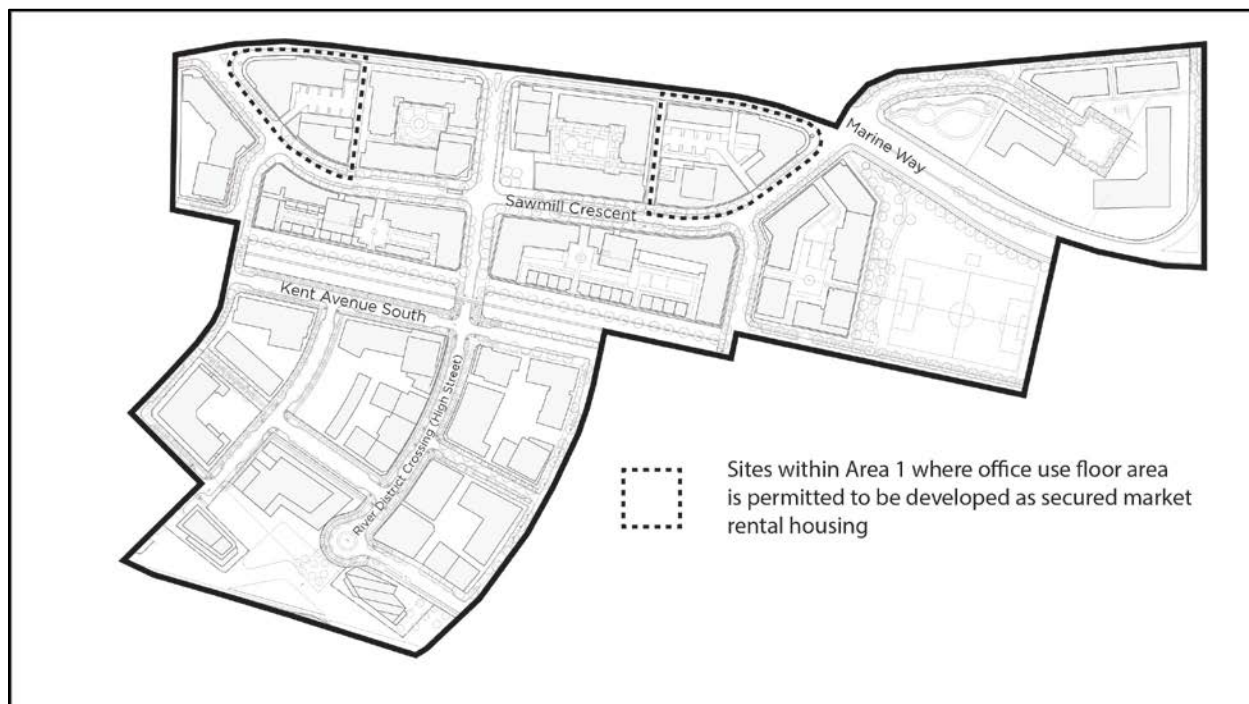 Marine Way
Sawmill Crescent
Kent Avenue South
River District Crossing (High Street)
Sites within Area 1 where office use floor area
is permitted to be developed as secured market
rental housing